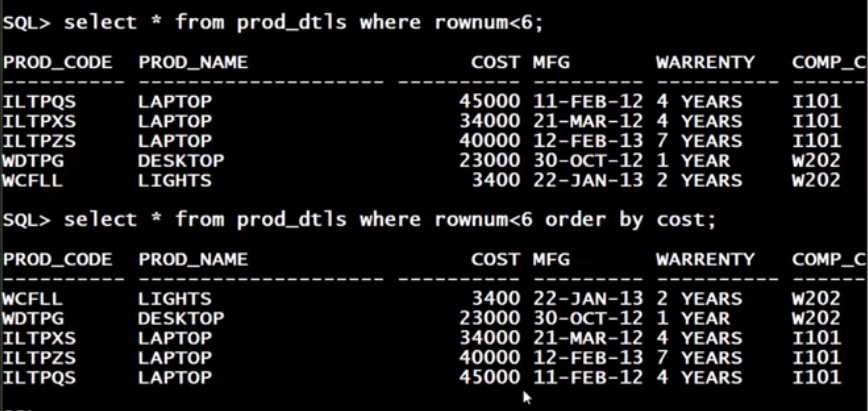 SQL> select * from prod_dtls where rownum<6;
PROD_CODE PROD_NAME COST MFG WARRENTY COMP_C
---------- -------------------- ---------- --------- ---------- ------
ILTPQS LAPTOP 45000 11-FEB-12 4 YEARS I101
ILTPXS LAPTOP 34000 21-MAR-12 4 YEARS I101
ILTPZS LAPTOP 40000 12-FEB-13 7 YEARS I101
WDTPG DESKTOP 23000 30-OCT-12 1 YEAR W202
WCFLL LIGHTS 3400 22-JAN-13 2 YEARS W202
SQL> select * from prod_dtls where rownum<6 order by cost;
PROD_CODE PROD_NAME COST MFG WARRENTY COMP_C
---------- -------------------- ---------- --------- ---------- ------
WCFLL LIGHTS 3400 22-JAN-13 2 YEARS W202
WDTPG DESKTOP 23000 30-OCT-12 1 YEAR W202
ILTPXS LAPTOP 34000 21-MAR-12 4 YEARS I101
ILTPZS LAPTOP 40000 12-FEB-13 7 YEARS I101
ILTPQS LAPTOP 45000 11-FEB-12 4 YEARS I101